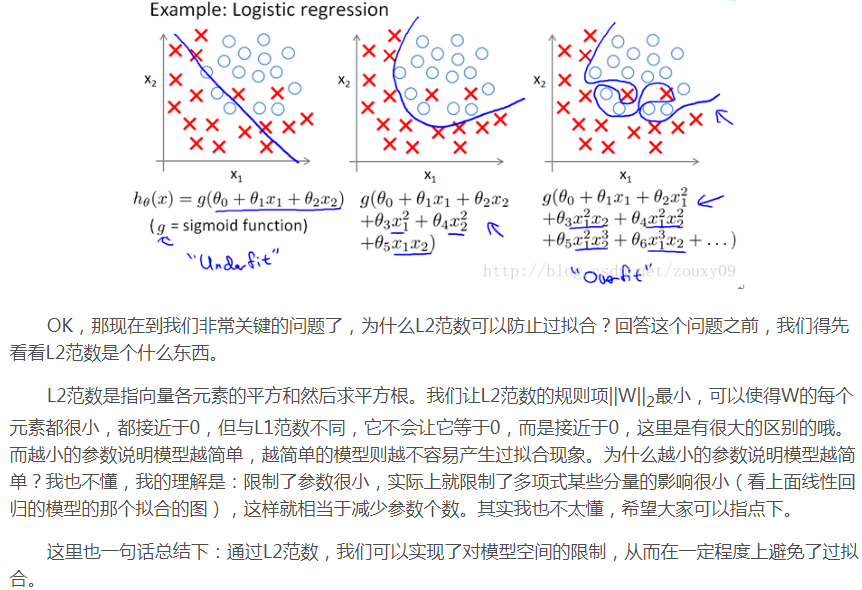 Example: Logistic regression
x₂
x₂
x₂
x₁
x₁
x₁
hθ(x) = g(θ₀ + θ₁x₁ + θ₂x₂)
(g = sigmoid function)
"Underfit"
g(θ₀ + θ₁x₁ + θ₂x₂
+θ₃x₁² + θ₄x₂²
+θ₅x₁x₂)
g(θ₀ + θ₁x₁ + θ₂x₁²
+θ₃x₁²x₂ + θ₄x₁²x₂²
+θ₅x₁²x₂³ + θ₆x₁³x₂ + …)
"Overfit"
http://blog.csdn.net/zouxy09
OK，那现在到我们非常关键的问题了，为什么L2范数可以防止过拟合？回答这个问题之前，我们得先
看看L2范数是个什么东西。
L2范数是指向量各元素的平方和然后求平方根。我们让L2范数的规则项||W||₂最小，可以使得W的每个
元素都很小，都接近于0，但与L1范数不同，它不会让它等于0，而是接近于0，这里是有很大的区别的哦。
而越小的参数说明模型越简单，越简单的模型则越不容易产生过拟合现象。为什么越小的参数说明模型越简
单？我也不懂，我的理解是：限制了参数很小，实际上就限制了多项式某些分量的影响很小（看上面线性回
归的模型的那个拟合的图），这样就相当于减少参数个数。其实我也不太懂，希望大家可以指点下。
这里也一句话总结下：通过L2范数，我们可以实现了对模型空间的限制，从而在一定程度上避免了过拟
合。